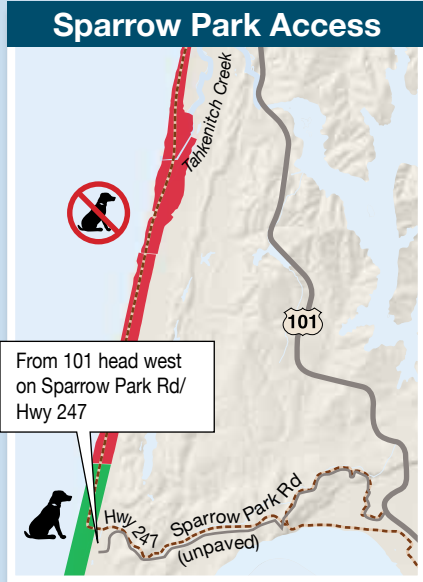 Sparrow Park Access
Tahkenitch Creek
101
From 101 head west
on Sparrow Park Rd/
Hwy 247
Hwy 247
Sparrow Park Rd
(unpaved)